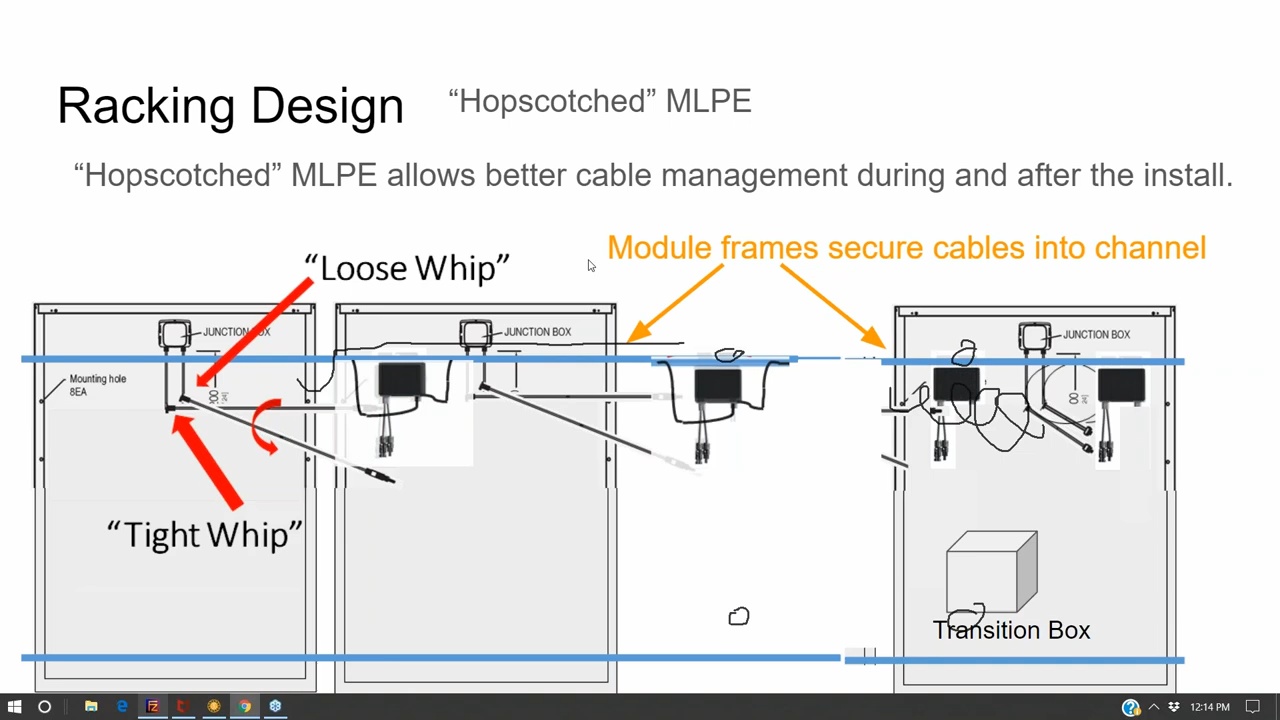 Racking Design
“Hopscotched” MLPE
“Hopscotched” MLPE allows better cable management during and after the install.
Module frames secure cables into channel
“Loose Whip”
JUNCTION BOX
JUNCTION BOX
JUNCTION BOX
Mounting hole
8EA
“Tight Whip”
Transition Box
12:14 PM